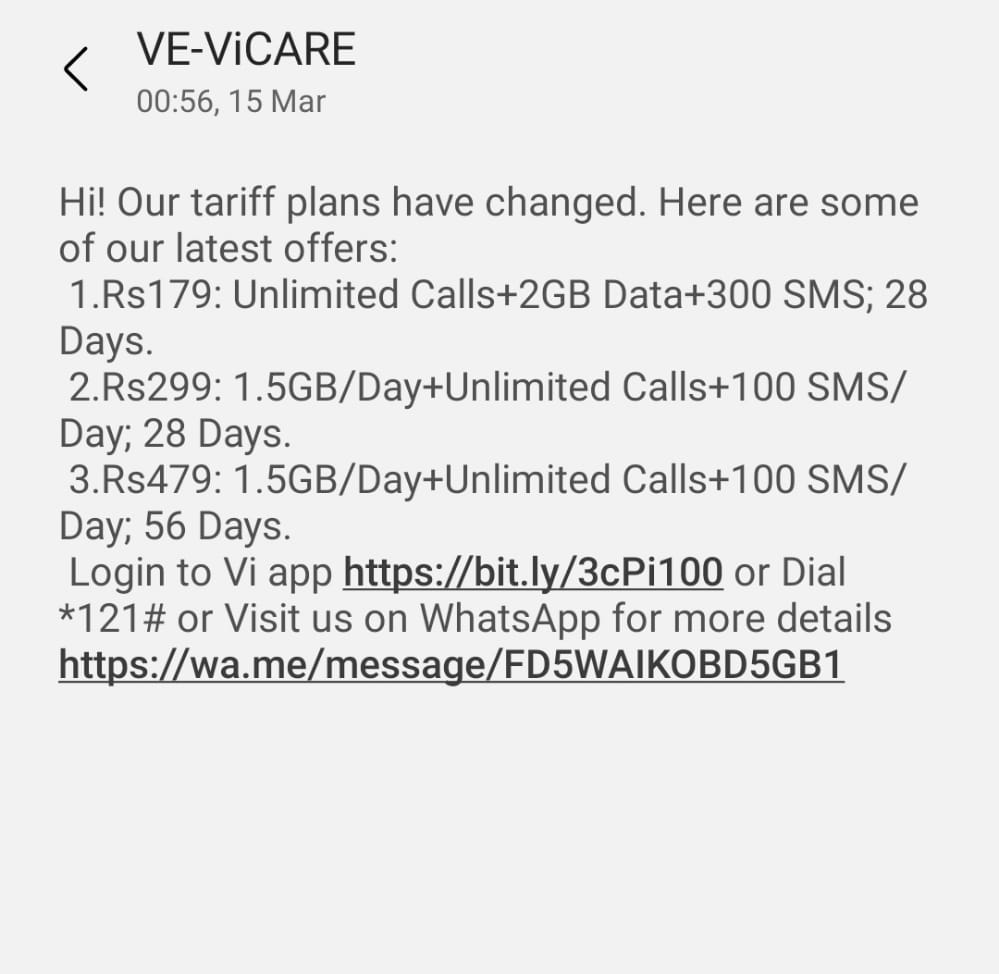 VE-ViCARE
00:56, 15 Mar
Hi! Our tariff plans have changed. Here are some
of our latest offers:
1.Rs179: Unlimited Calls+2GB Data+300 SMS; 28
Days.
2.Rs299: 1.5GB/Day+Unlimited Calls+100 SMS/
Day; 28 Days.
3.Rs479: 1.5GB/Day+Unlimited Calls+100 SMS/
Day; 56 Days.
Login to Vi app https://bit.ly/3cPi100 or Dial
*121# or Visit us on WhatsApp for more details
https://wa.me/message/FD5WAIKOBD5GB1